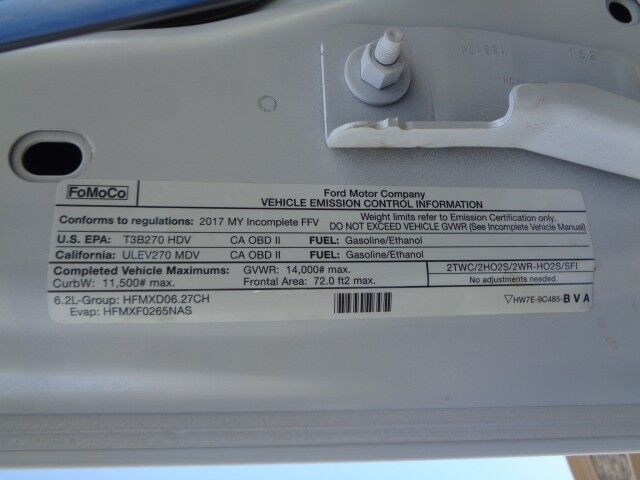 FoMoCo
Ford Motor Company
VEHICLE EMISSION CONTROL INFORMATION
Conforms to regulations: 2017 MY Incomplete FFV
Weight limits refer to Emission Certification only.
DO NOT EXCEED VEHICLE GVWR (See Incomplete Vehicle Manual)
U.S. EPA: T3B270 HDV CA OBD II FUEL: Gasoline/Ethanol
California: ULEV270 MDV CA OBD II FUEL: Gasoline/Ethanol
Completed Vehicle Maximums: GVWR: 14,000# max.
CurbW: 11,500# max. Frontal Area: 72.0 ft2 max.
2TWC/2HO2S/2WR-HO2S/SFI
No adjustments needed.
6.2L-Group: HFMXD06.27CH
Evap: HFMXF0265NAS
HW7E-9C485-BVA